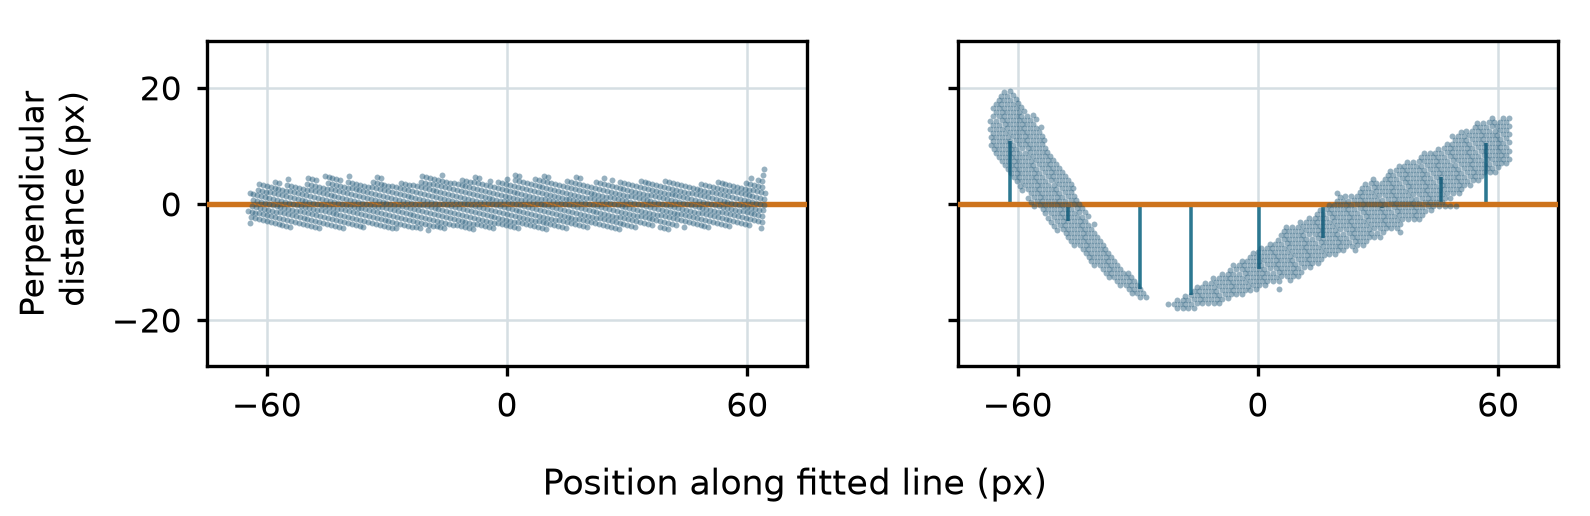 Perpendicular
distance (px)
20
0
−20
−60 0 60
−60 0 60
Position along fitted line (px)